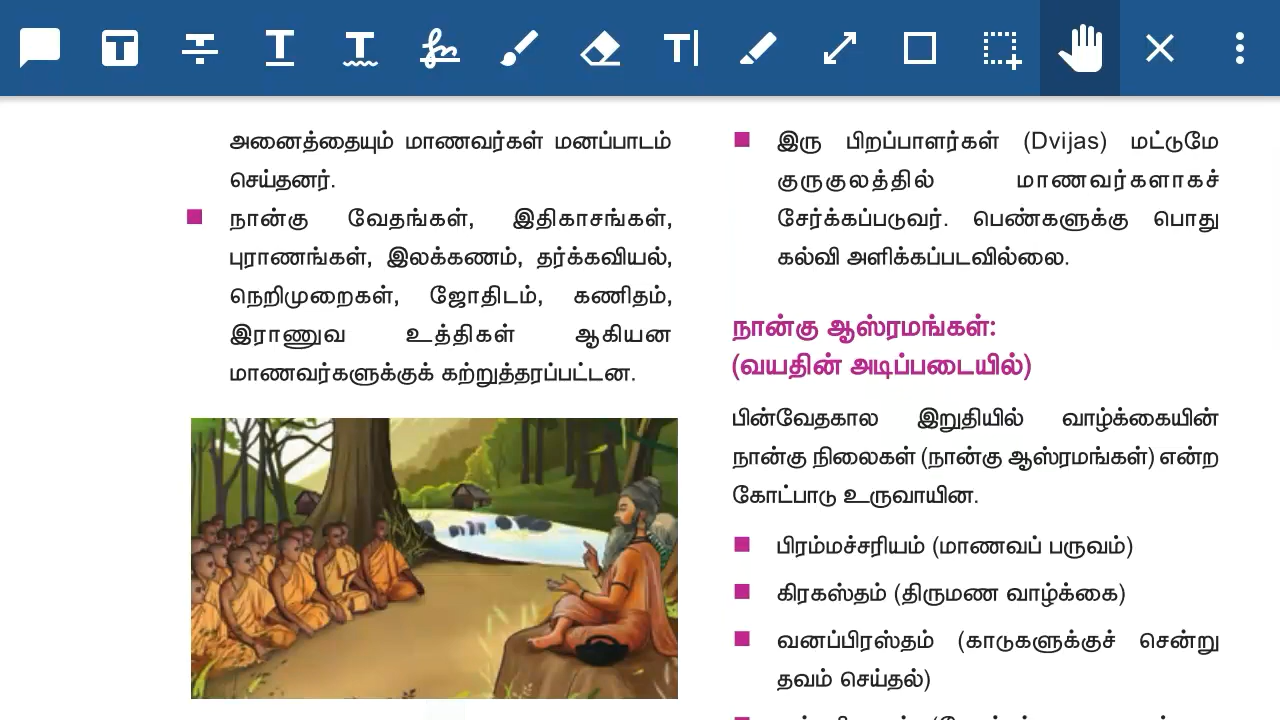 அனைத்தையும் மாணவர்கள் மனப்பாடம்
செய்தனர்.
■ நான்கு வேதங்கள், இதிகாசங்கள்,
புராணங்கள், இலக்கணம், தர்க்கவியல்,
நெறிமுறைகள், ஜோதிடம், கணிதம்,
இராணுவ உத்திகள் ஆகியன
மாணவர்களுக்குக் கற்றுத்தரப்பட்டன.
■ இரு பிறப்பாளர்கள் (Dvijas) மட்டுமே
குருகுலத்தில் மாணவர்களாகச்
சேர்க்கப்படுவர். பெண்களுக்கு பொது
கல்வி அளிக்கப்படவில்லை.
நான்கு ஆஸ்ரமங்கள்:
(வயதின் அடிப்படையில்)
பின்வேதகால இறுதியில் வாழ்க்கையின்
நான்கு நிலைகள் (நான்கு ஆஸ்ரமங்கள்) என்ற
கோட்பாடு உருவாயின.
■ பிரம்மச்சரியம் (மாணவப் பருவம்)
■ கிரகஸ்தம் (திருமண வாழ்க்கை)
■ வனப்பிரஸ்தம் (காடுகளுக்குச் சென்று
தவம் செய்தல்)